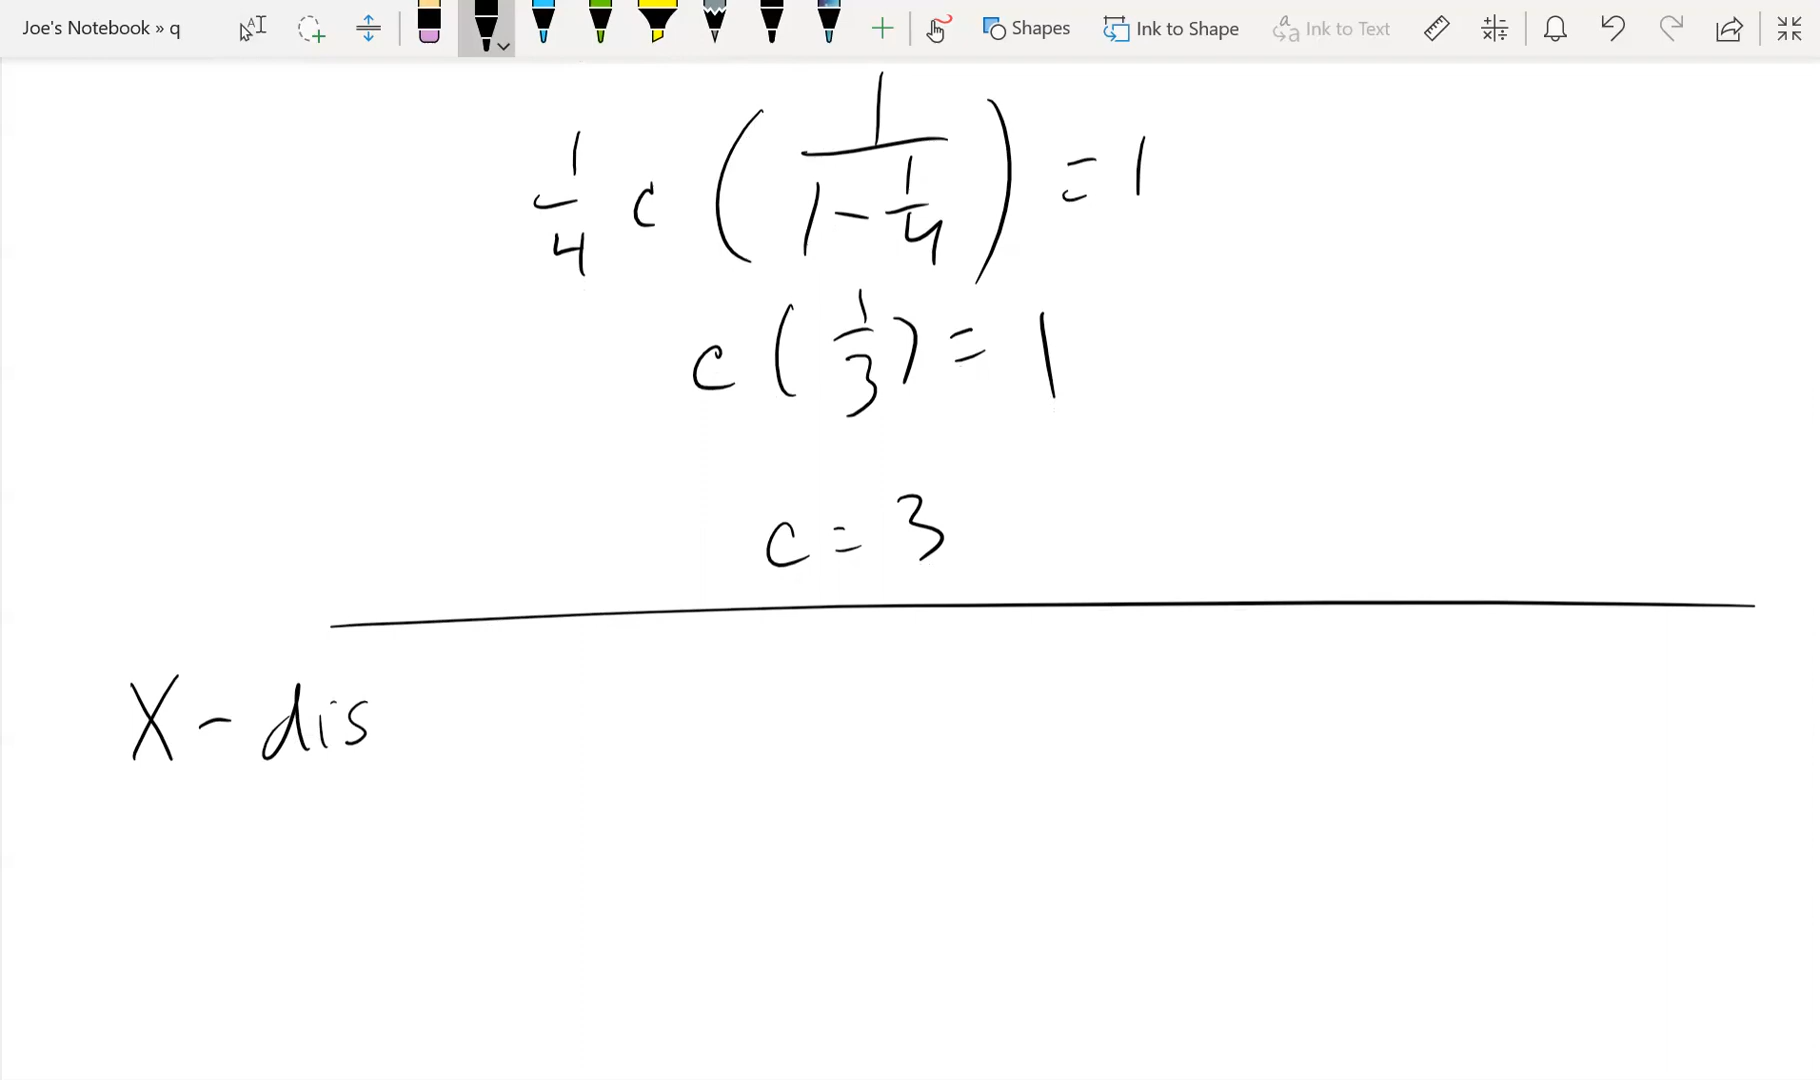 Joe's Notebook » q Shapes Ink to Shape Ink to Text
1/4 c ( 1 / (1 - 1/4) ) = 1
c ( 1/3 ) = 1
c = 3
X - dis